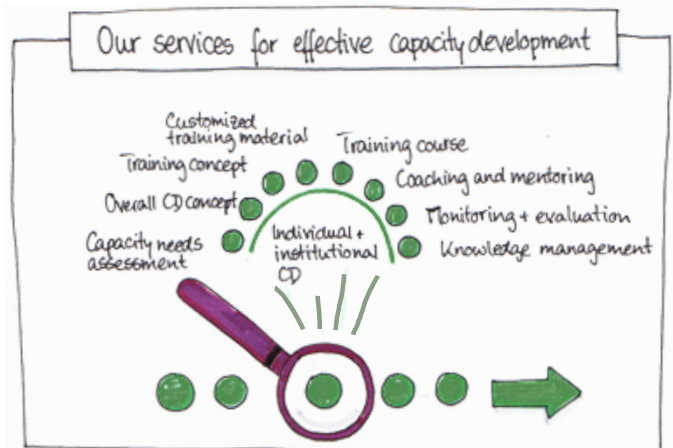 Our services for effective capacity development
Customized
training material
Training course
Training concept
Coaching and mentoring
Overall CD concept
Monitoring + evaluation
Capacity needs
assessment
Knowledge management
Individual +
institutional
CD